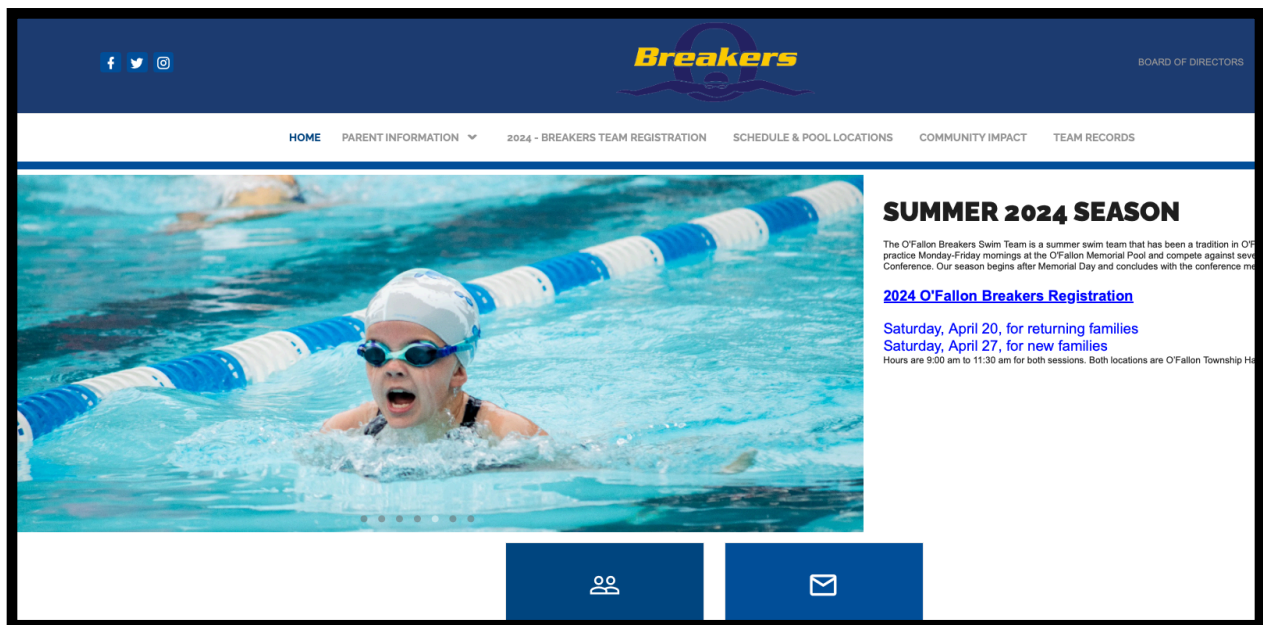 Breakers
BOARD OF DIRECTORS
HOME PARENT INFORMATION 2024 - BREAKERS TEAM REGISTRATION SCHEDULE & POOL LOCATIONS COMMUNITY IMPACT TEAM RECORDS
SUMMER 2024 SEASON
The O'Fallon Breakers Swim Team is a summer swim team that has been a tradition in
practice Monday-Friday mornings at the O'Fallon Memorial Pool and compete against
Conference. Our season begins after Memorial Day and concludes with the conference
2024 O'Fallon Breakers Registration
Saturday, April 20, for returning families
Saturday, April 27, for new families
Hours are 9:00 am to 11:30 am for both sessions. Both locations are O'Fallon Township